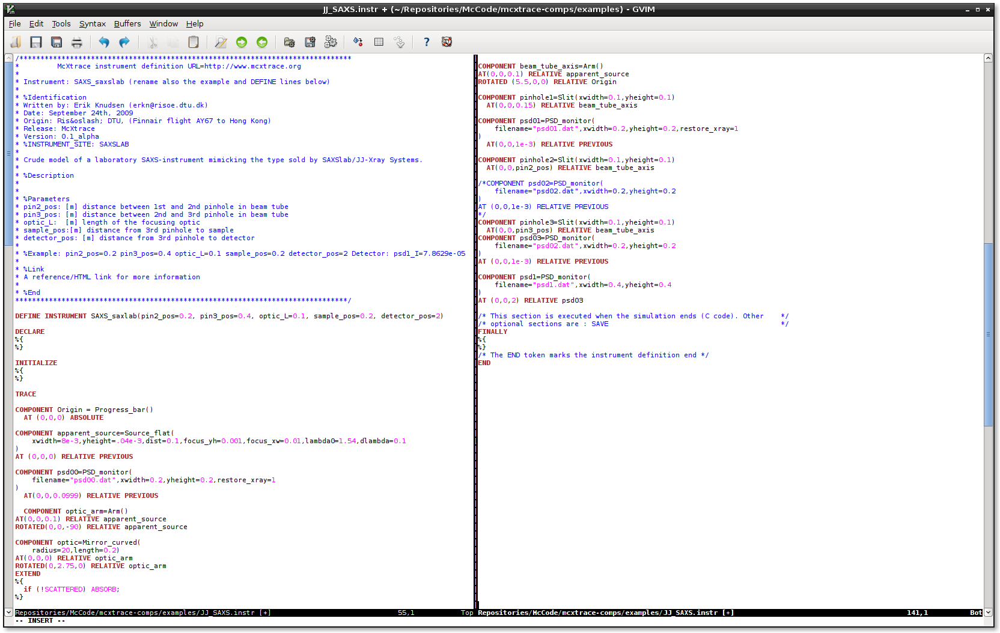 JJ_SAXS.instr + (~/Repositories/McCode/mcxtrace-comps/examples) - GVIM
File Edit Tools Syntax Buffers Window Help
/*******************************************************************************
*         McXtrace instrument definition URL=http://www.mcxtrace.org
*
* Instrument: SAXS_saxslab (rename also the example and DEFINE lines below)
*
* %Identification
* Written by: Erik Knudsen (erkn@risoe.dtu.dk)
* Date: September 24th, 2009
* Origin: Ris&oslash; DTU, (Finnair flight AY67 to Hong Kong)
* Release: McXtrace
* Version: 0.1_alpha
* %INSTRUMENT_SITE: SAXSLAB
*
* Crude model of a laboratory SAXS-instrument mimicking the type sold by SAXSlab/JJ-Xray Systems.
*
* %Description
*
*
* %Parameters
* pin2_pos: [m] distance between 1st and 2nd pinhole in beam tube
* pin3_pos: [m] distance between 2nd and 3rd pinhole in beam tube
* optic_L:  [m] length of the focusing optic
* sample_pos:[m] distance from 3rd pinhole to sample
* detector_pos: [m] distance from 3rd pinhole to detector
*
* %Example: pin2_pos=0.2 pin3_pos=0.4 optic_L=0.1 sample_pos=0.2 detector_pos=2 Detector: psd1_I=7.8629e-05
*
* %Link
* A reference/HTML link for more information
*
* %End
*******************************************************************************/
DEFINE INSTRUMENT SAXS_saxlab(pin2_pos=0.2, pin3_pos=0.4, optic_L=0.1, sample_pos=0.2, detector_pos=2)
DECLARE
%{
%}
INITIALIZE
%{
%}
TRACE
COMPONENT Origin = Progress_bar()
  AT (0,0,0) ABSOLUTE
COMPONENT apparent_source=Source_flat(
    xwidth=8e-3,yheight=.04e-3,dist=0.1,focus_yh=0.001,focus_xw=0.01,lambda0=1.54,dlambda=0.1
)
AT (0,0,0) RELATIVE PREVIOUS
COMPONENT psd00=PSD_monitor(
    filename="psd00.dat",xwidth=0.2,yheight=0.2,restore_xray=1
)
  AT(0,0,0.0999) RELATIVE PREVIOUS
  COMPONENT optic_arm=Arm()
AT(0,0,0.1) RELATIVE apparent_source
ROTATED(0,0,-90) RELATIVE apparent_source
COMPONENT optic=Mirror_curved(
    radius=20,length=0.2)
AT(0,0,0) RELATIVE optic_arm
ROTATED(0,2.75,0) RELATIVE optic_arm
EXTEND
%{
  if (!SCATTERED) ABSORB;
%}
Repositories/McCode/mcxtrace-comps/examples/JJ_SAXS.instr [+] 55,1 Top
-- INSERT --
COMPONENT beam_tube_axis=Arm()
AT(0,0,0.1) RELATIVE apparent_source
ROTATED (5.5,0,0) RELATIVE Origin
COMPONENT pinhole1=Slit(xwidth=0.1,yheight=0.1)
  AT(0,0,0.15) RELATIVE beam_tube_axis
COMPONENT psd01=PSD_monitor(
    filename="psd01.dat",xwidth=0.2,yheight=0.2,restore_xray=1
)
  AT(0,0,1e-3) RELATIVE PREVIOUS
COMPONENT pinhole2=Slit(xwidth=0.1,yheight=0.1)
  AT(0,0,pin2_pos) RELATIVE beam_tube_axis
/*COMPONENT psd02=PSD_monitor(
    filename="psd02.dat",xwidth=0.2,yheight=0.2
)
AT (0,0,1e-3) RELATIVE PREVIOUS
*/
COMPONENT pinhole3=Slit(xwidth=0.1,yheight=0.1)
  AT(0,0,pin3_pos) RELATIVE beam_tube_axis
COMPONENT psd03=PSD_monitor(
    filename="psd02.dat",xwidth=0.2,yheight=0.2
)
AT (0,0,1e-3) RELATIVE PREVIOUS
COMPONENT psd1=PSD_monitor(
    filename="psd1.dat",xwidth=0.4,yheight=0.4
)
AT (0,0,2) RELATIVE psd03
/* This section is executed when the simulation ends (C code). Other    */
/* optional sections are : SAVE                                         */
FINALLY
%{
%}
/* The END token marks the instrument definition end */
END
Repositories/McCode/mcxtrace-comps/examples/JJ_SAXS.instr [+] 141,1 Bot